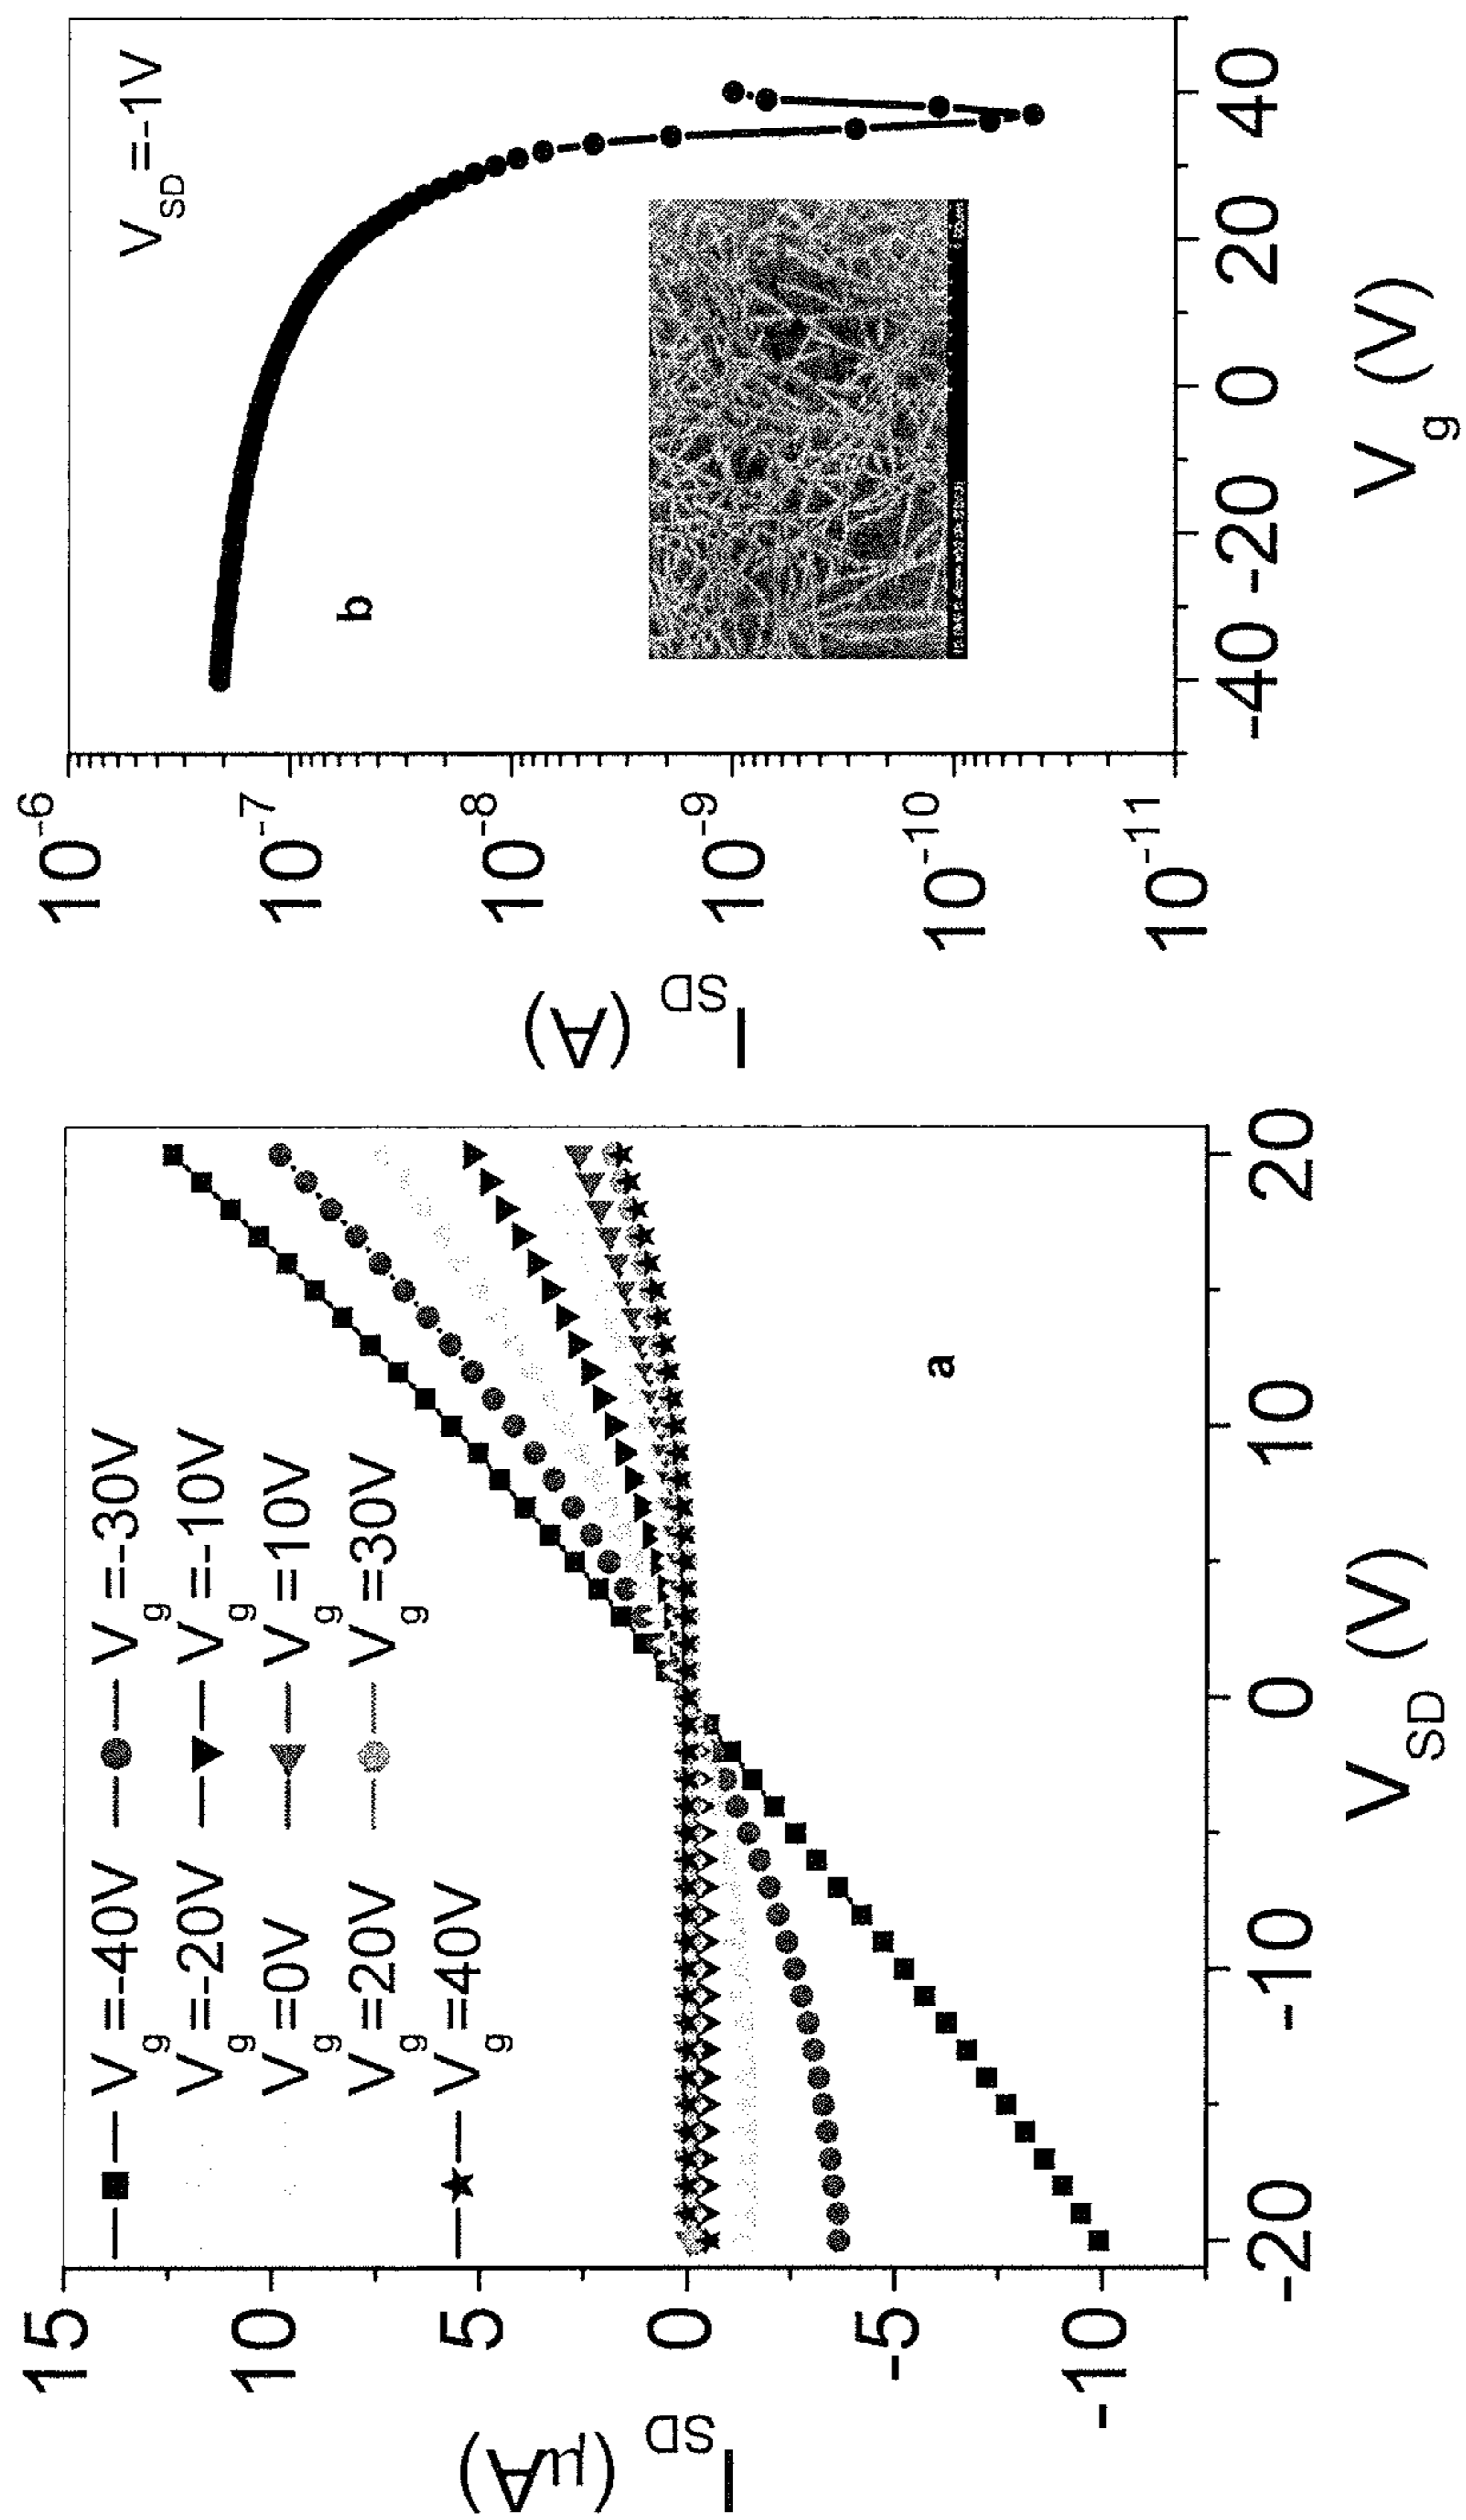 15
10
5
0
-5
-10
I_SD (μA)
V_g=-40V V_g=-30V
V_g=-20V V_g=-10V
V_g=0V V_g=10V
V_g=20V V_g=30V
V_g=40V
a
-20 -10 0 10 20
V_SD (V)
10^-6
10^-7
10^-8
10^-9
10^-10
10^-11
I_SD (A)
V_SD=-1V
b
-40 -20 0 20 40
V_g (V)